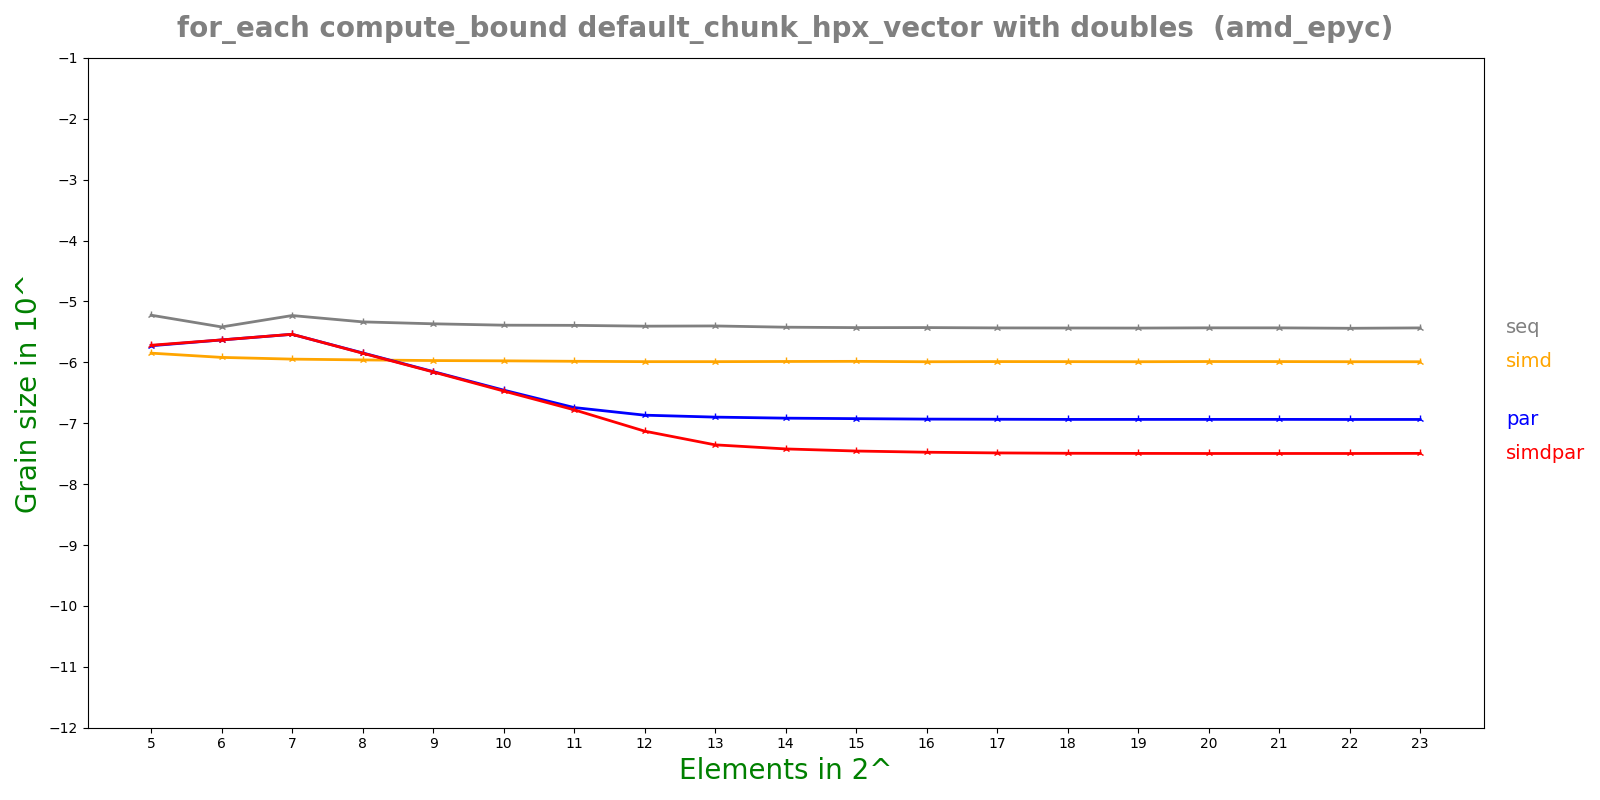 for_each compute_bound default_chunk_hpx_vector with doubles  (amd_epyc)
Grain size in 10^
−1
−2
−3
−4
−5
−6
−7
−8
−9
−10
−11
−12
seq
simd
par
simdpar
5 6 7 8 9 10 11 12 13 14 15 16 17 18 19 20 21 22 23
Elements in 2^